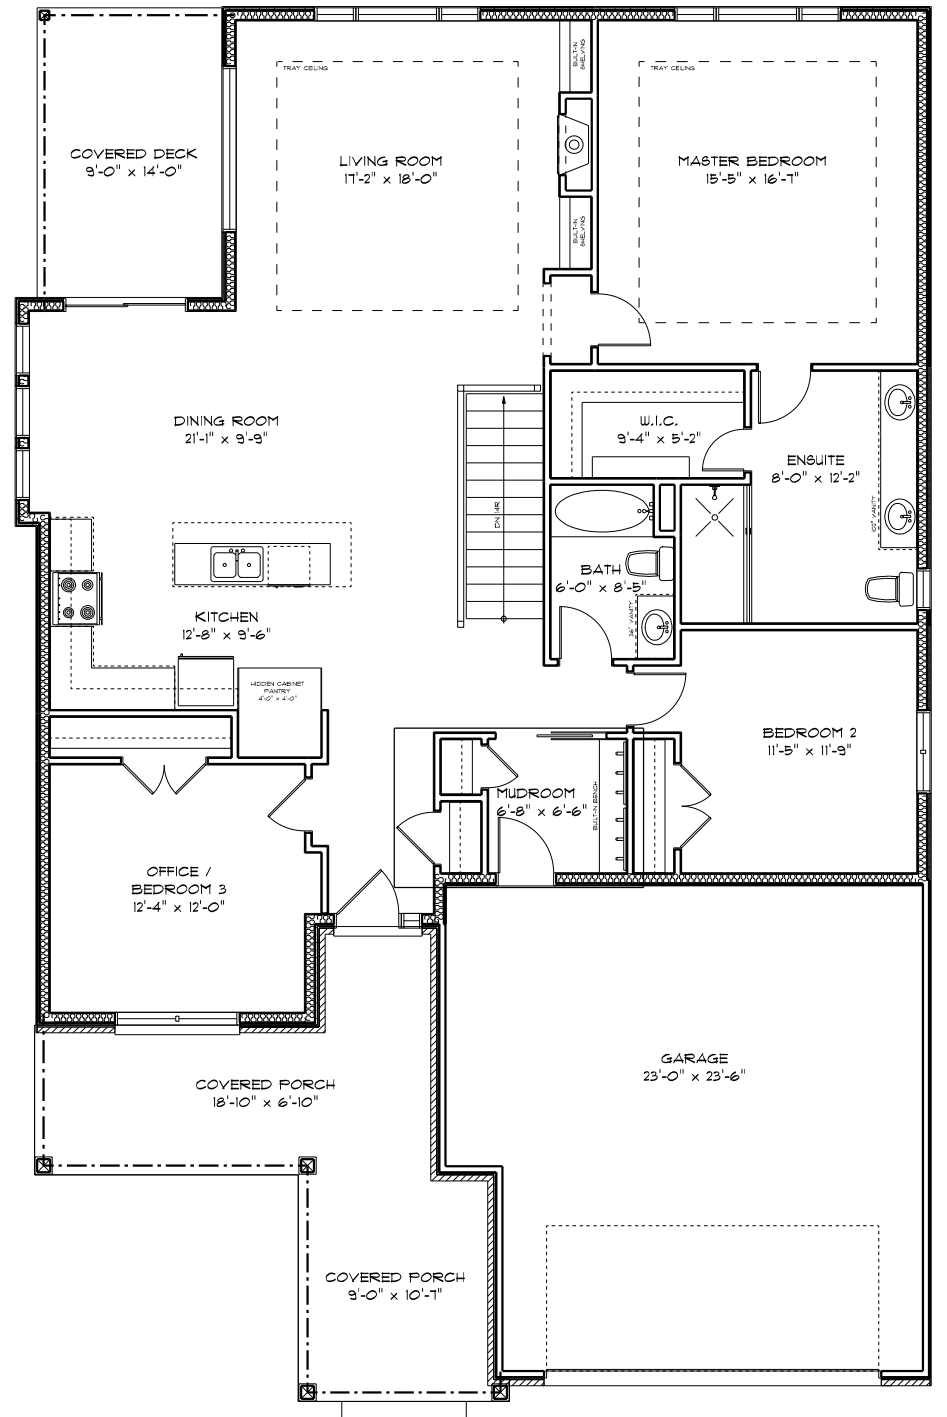 TRAY CEILING
TRAY CEILING
BUILT-IN
SHELVING
COVERED DECK
9'-0" x 14'-0"
LIVING ROOM
17'-2" x 18'-0"
MASTER BEDROOM
15'-5" x 16'-7"
BUILT-IN
SHELVING
DINING ROOM
21'-1" x 9'-9"
W.I.C.
9'-4" x 5'-2"
ENSUITE
8'-0" x 12'-2"
DN 14R
102" VANITY
BATH
6'-0" x 8'-5"
36" VANITY
KITCHEN
12'-8" x 9'-6"
HIDDEN CABINET
PANTRY
4'-0" x 4'-0"
BEDROOM 2
11'-5" x 11'-9"
MUDROOM
6'-8" x 6'-6"
BUILT-IN BENCH
OFFICE /
BEDROOM 3
12'-4" x 12'-0"
GARAGE
23'-0" x 23'-6"
COVERED PORCH
18'-10" x 6'-10"
COVERED PORCH
9'-0" x 10'-7"